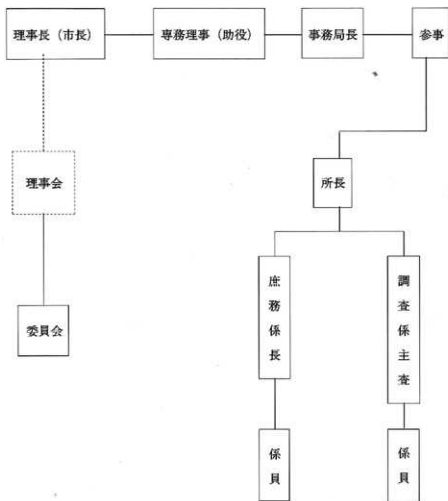 理事長（市長）
専務理事（助役）
事務局長
参事
理事会
所長
委員会
庶務係長
調査係主査
係員
係員